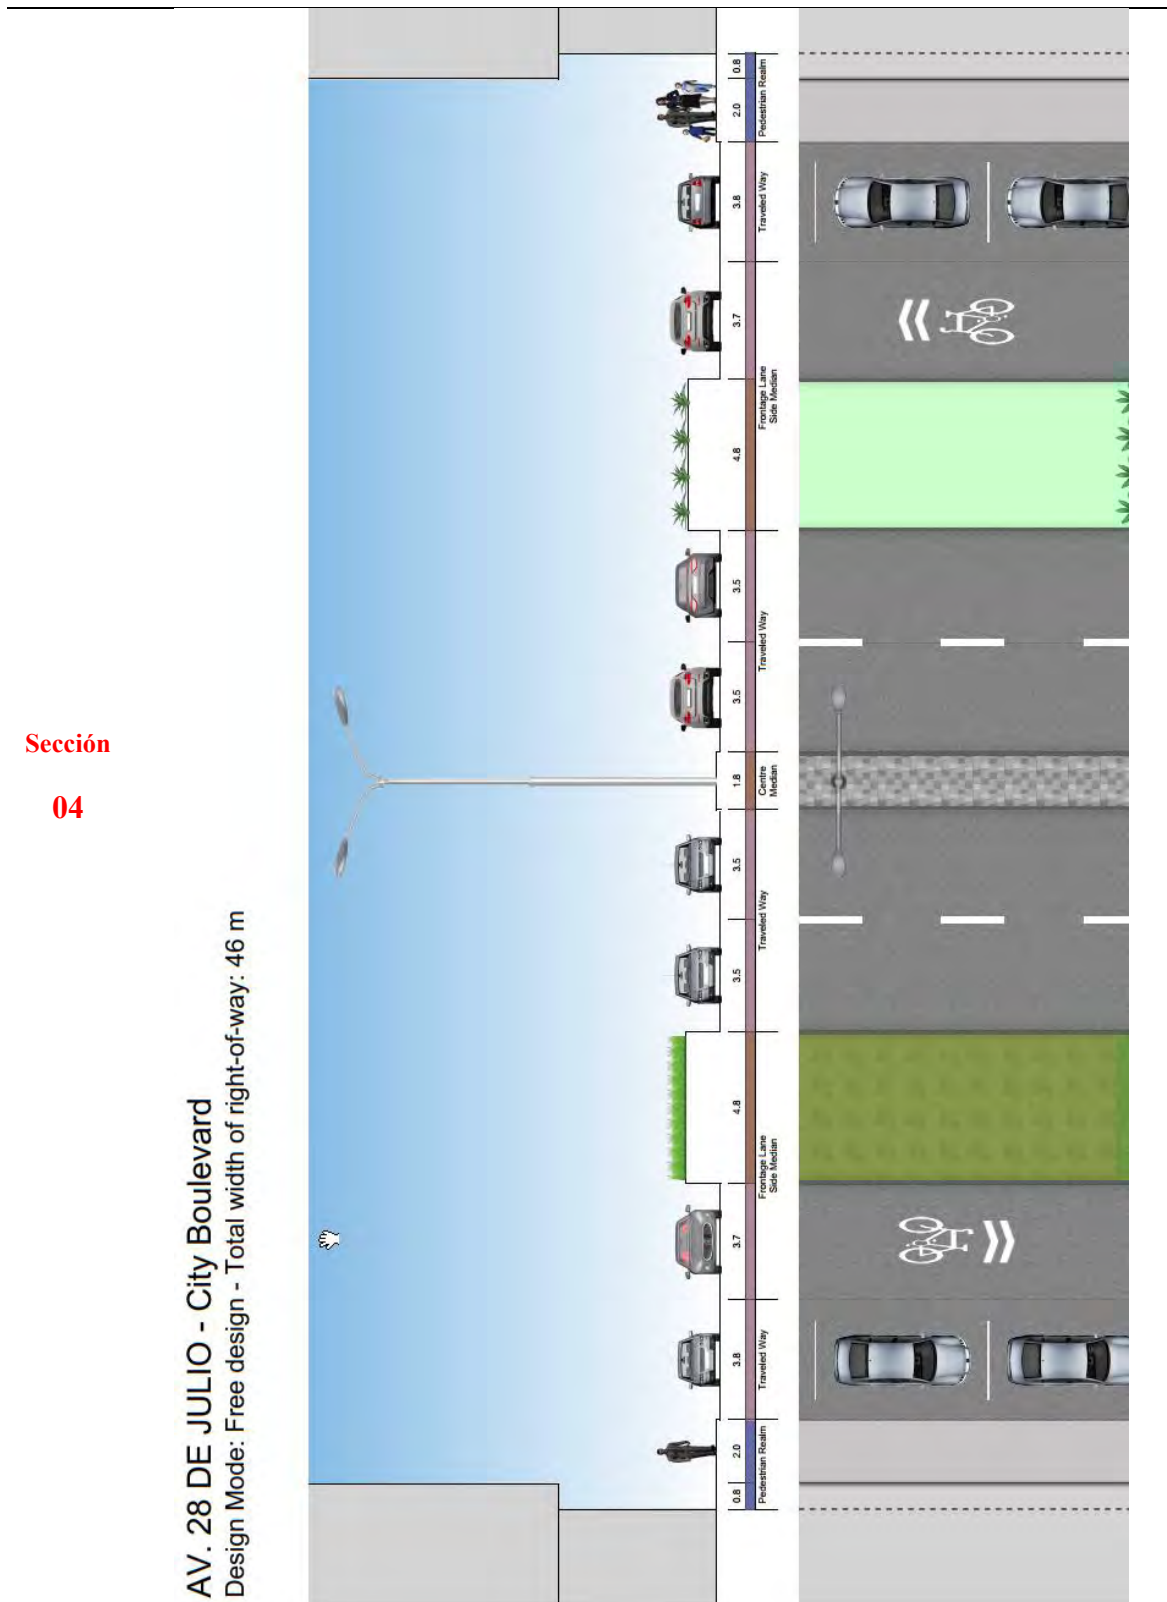 Sección
04
AV. 28 DE JULIO - City Boulevard
Design Mode: Free design - Total width of right-of-way: 46 m
0.8
2.0
3.8
3.7
4.8
3.5
3.5
1.8
3.5
3.5
4.8
3.7
3.8
2.0
0.8
Pedestrian Realm
Traveled Way
Frontage Lane
Side Median
Traveled Way
Centre
Median
Traveled Way
Frontage Lane
Side Median
Traveled Way
Pedestrian Realm